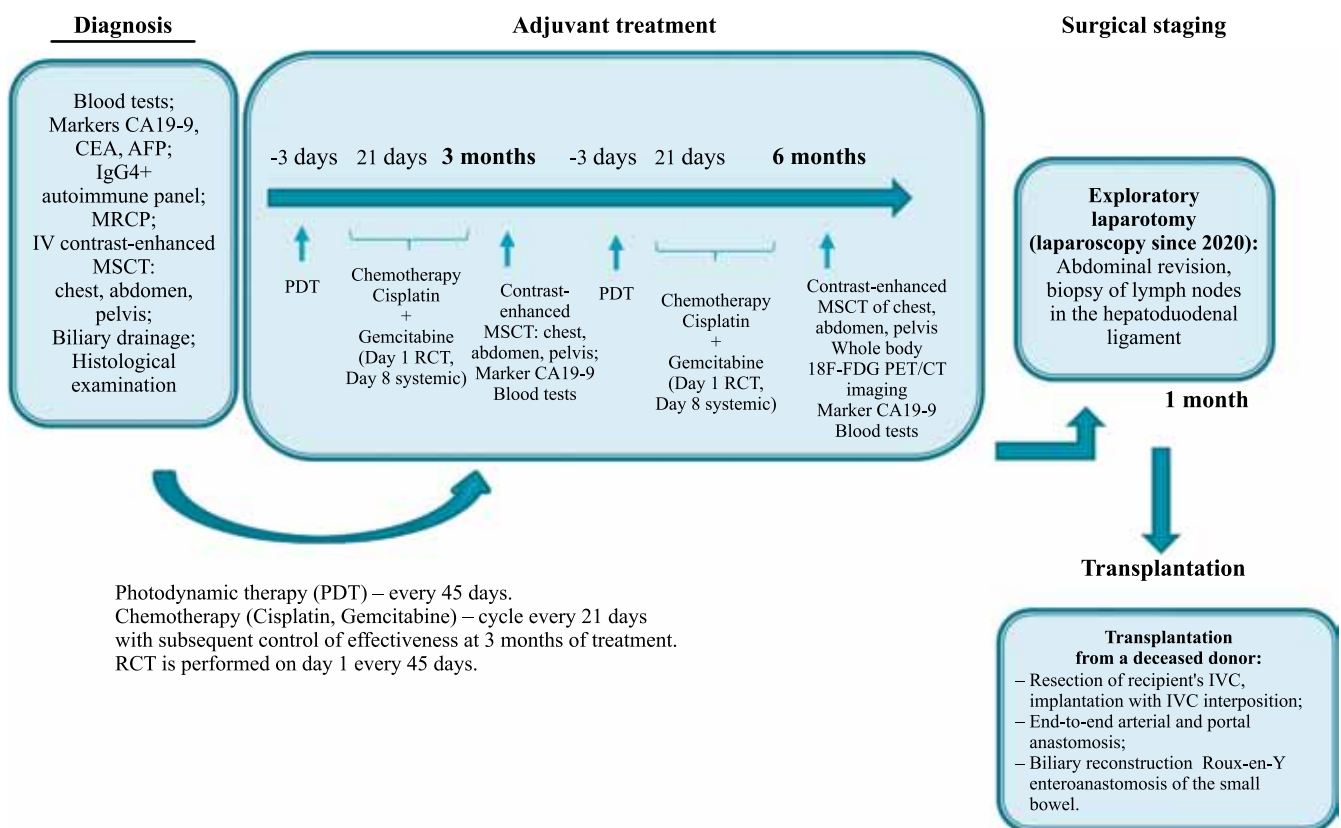 Diagnosis
Blood tests;
Markers CA19-9,
CEA, AFP;
IgG4+
autoimmune panel;
MRCP;
IV contrast-enhanced
MSCT:
chest, abdomen,
pelvis;
Biliary drainage;
Histological
examination
Adjuvant treatment
-3 days
21 days
3 months
-3 days
21 days
6 months
PDT
Chemotherapy
Cisplatin
+
Gemcitabine
(Day 1 RCT,
Day 8 systemic)
Contrast-
enhanced
MSCT: chest,
abdomen, pelvis;
Marker CA19-9
Blood tests
PDT
Chemotherapy
Cisplatin
+
Gemcitabine
(Day 1 RCT,
Day 8 systemic)
Contrast-enhanced
MSCT of chest,
abdomen, pelvis
Whole body
18F-FDG PET/CT
imaging
Marker CA19-9
Blood tests
Surgical staging
Exploratory
laparotomy
(laparoscopy since 2020):
Abdominal revision,
biopsy of lymph nodes
in the hepatoduodenal
ligament
1 month
Transplantation
Transplantation
from a deceased donor:
– Resection of recipient's IVC,
implantation with IVC interposition;
– End-to-end arterial and portal
anastomosis;
– Biliary reconstruction Roux-en-Y
enteroanastomosis of the small
bowel.
Photodynamic therapy (PDT) – every 45 days.
Chemotherapy (Cisplatin, Gemcitabine) – cycle every 21 days
with subsequent control of effectiveness at 3 months of treatment.
RCT is performed on day 1 every 45 days.